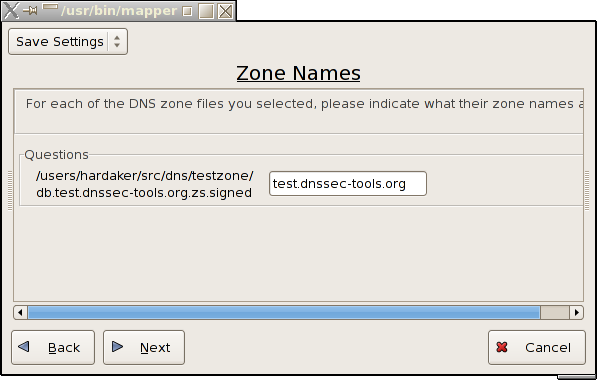 /usr/bin/mapper
Save Settings
Zone Names
For each of the DNS zone files you selected, please indicate what their zone names a
Questions
/users/hardaker/src/dns/testzone/
db.test.dnssec-tools.org.zs.signed
test.dnssec-tools.org
Back
Next
Cancel